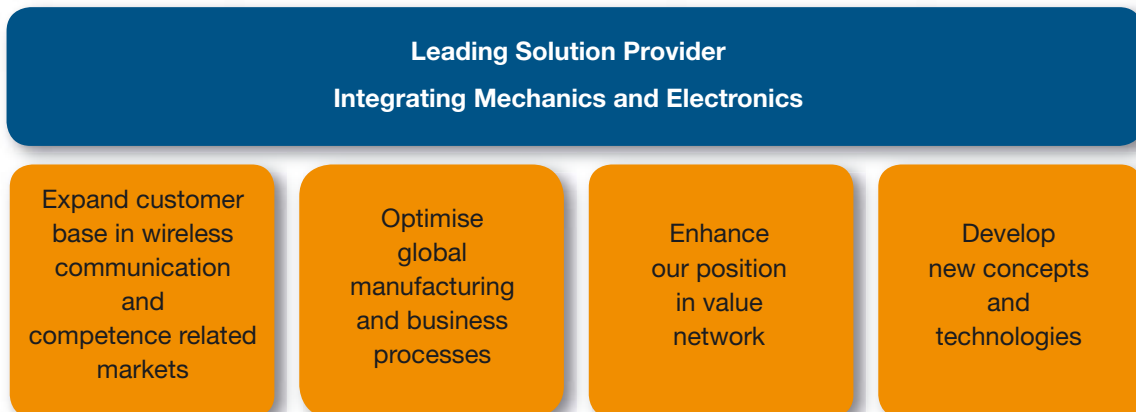 Leading Solution Provider
Integrating Mechanics and Electronics
Expand customer
base in wireless
communication
and
competence related
markets
Optimise
global
manufacturing
and business
processes
Enhance
our position
in value
network
Develop
new concepts
and
technologies